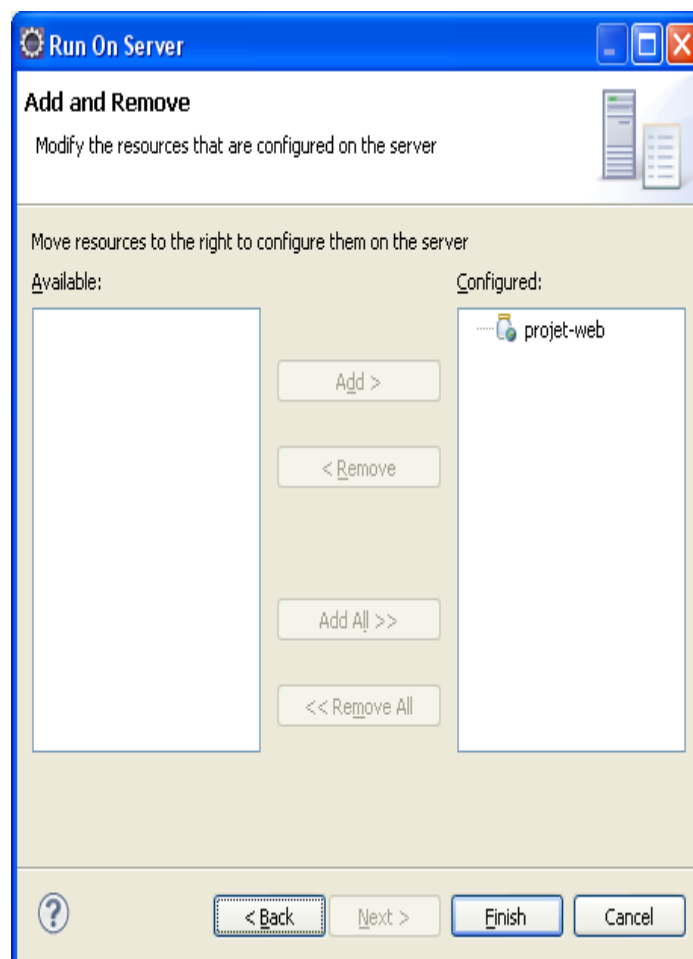 Run On Server
Add and Remove
Modify the resources that are configured on the server
Move resources to the right to configure them on the server
Available:
Configured:
projet-web
Add >
< Remove
Add All >>
<< Remove All
?
< Back
Next >
Finish
Cancel